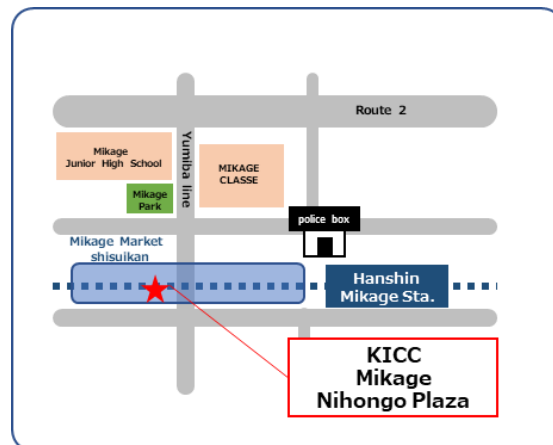 Route 2
Mikage
Junior High School
Yumiba line
MIKAGE
CLASSE
Mikage
Park
police box
Mikage Market
shisuikan
Hanshin
Mikage Sta.
KICC
Mikage
Nihongo Plaza